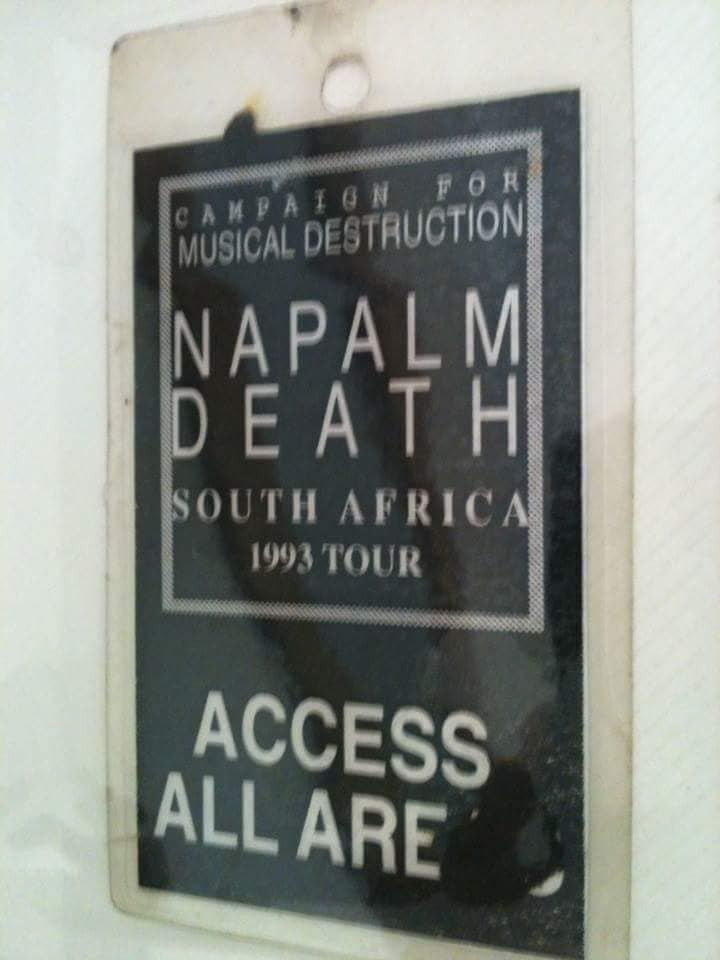 CAMPAIGN FOR
MUSICAL DESTRUCTION
NAPALM
DEATH
SOUTH AFRICA
1993 TOUR
ACCESS
ALL ARE